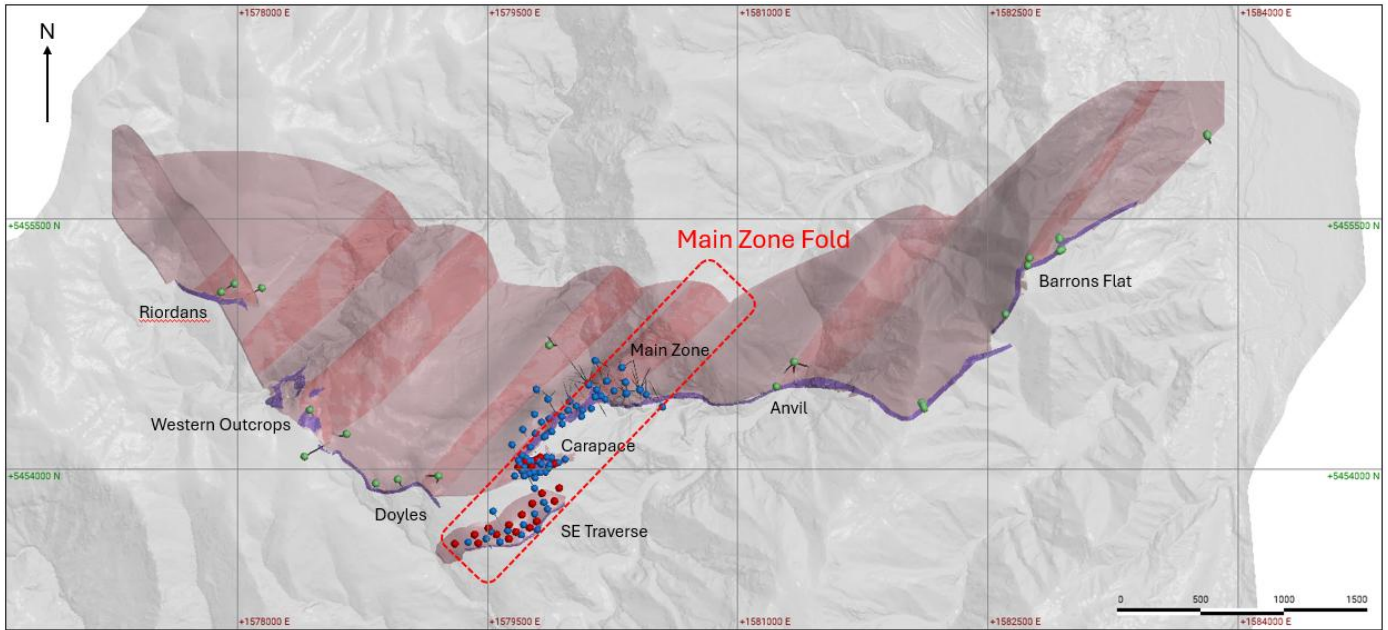 +1578000 E
+1579500 E
+1581000 E
+1582500 E
+1584000 E
N
+5455500 N
+5455500 N
Main Zone Fold
Riordans
Barrons Flat
Main Zone
Anvil
Western Outcrops
Carapace
+5454000 N
+5454000 N
Doyles
SE Traverse
0 500 1000 1500
+1578000 E
+1579500 E
+1581000 E
+1582500 E
+1584000 E